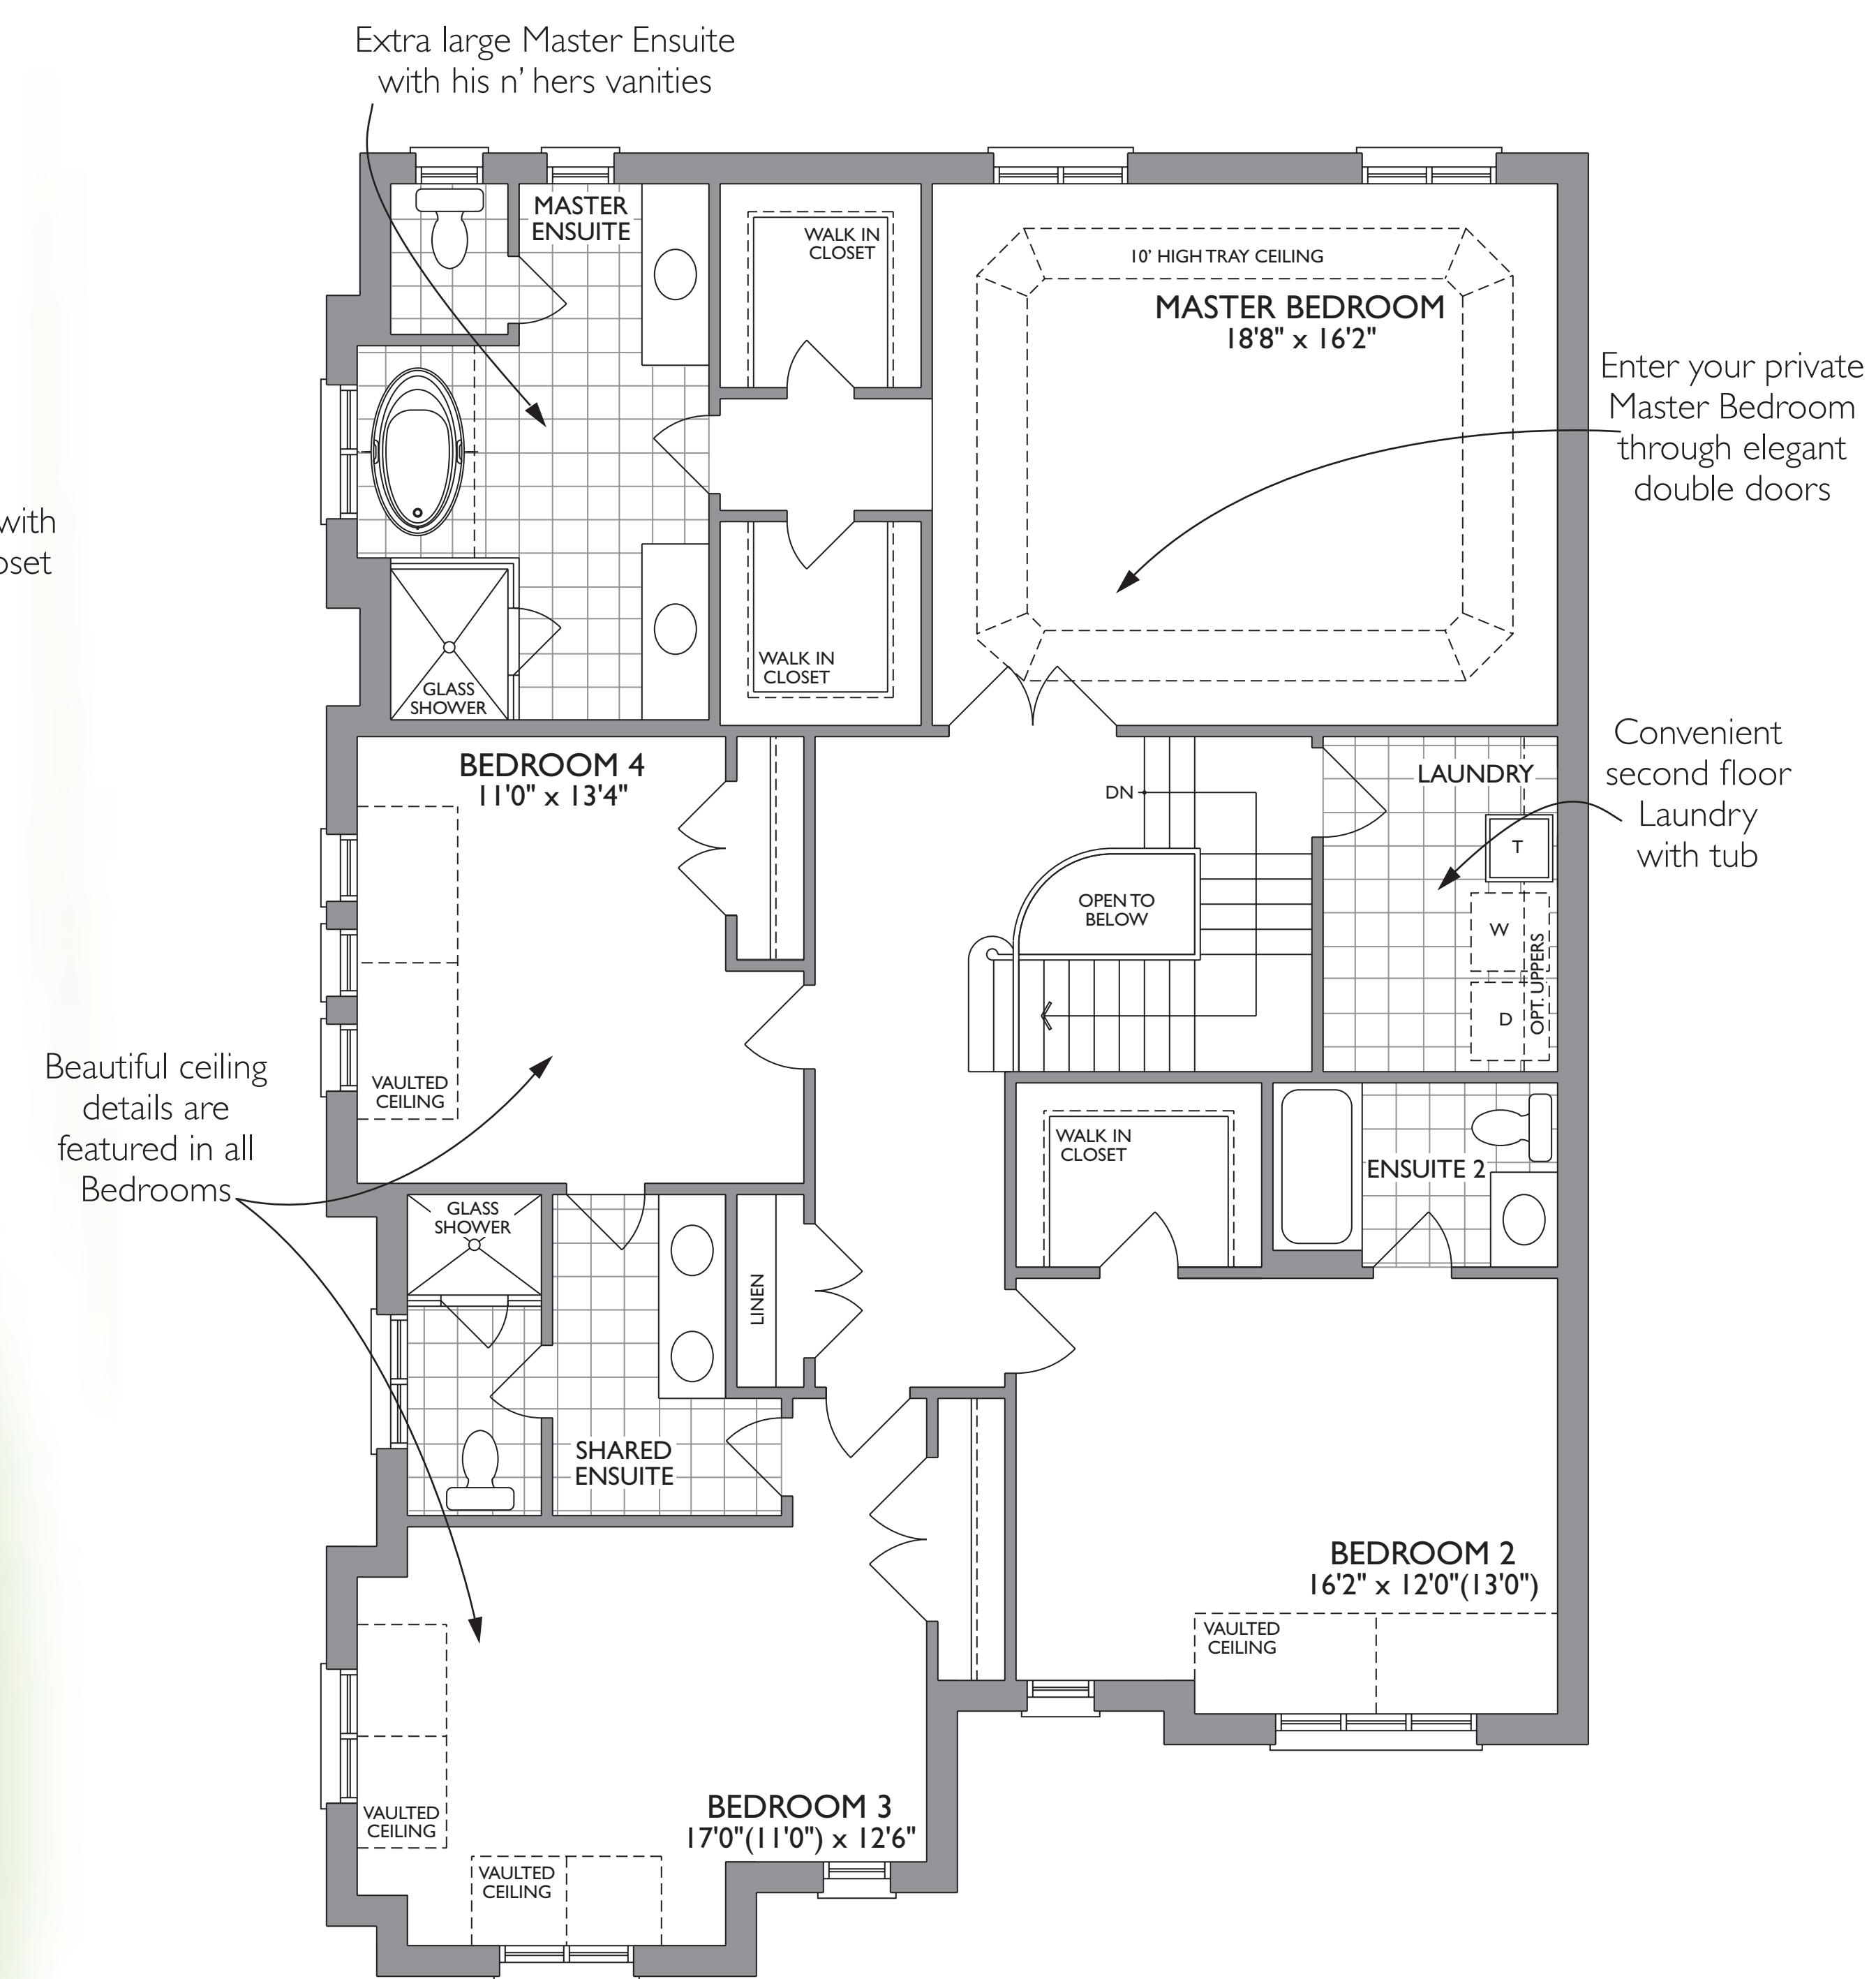 Extra large Master Ensuite
with his n' hers vanities
MASTER
ENSUITE
WALK IN
CLOSET
10' HIGH TRAY CEILING
MASTER BEDROOM
18'8" x 16'2"
Enter your private
Master Bedroom
through elegant
double doors
with
WALK IN
CLOSET
GLASS
SHOWER
BEDROOM 4
11'0" x 13'4"
DN
LAUNDRY
Convenient
second floor
Laundry
with tub
T
OPEN TO
BELOW
W
D
OPT. UPPERS
VAULTED
CEILING
Beautiful ceiling
details are
featured in all
Bedrooms
WALK IN
CLOSET
ENSUITE 2
GLASS
SHOWER
LINEN
SHARED
ENSUITE
BEDROOM 2
16'2" x 12'0"(13'0")
VAULTED
CEILING
VAULTED
CEILING
BEDROOM 3
17'0"(11'0") x 12'6"
VAULTED
CEILING